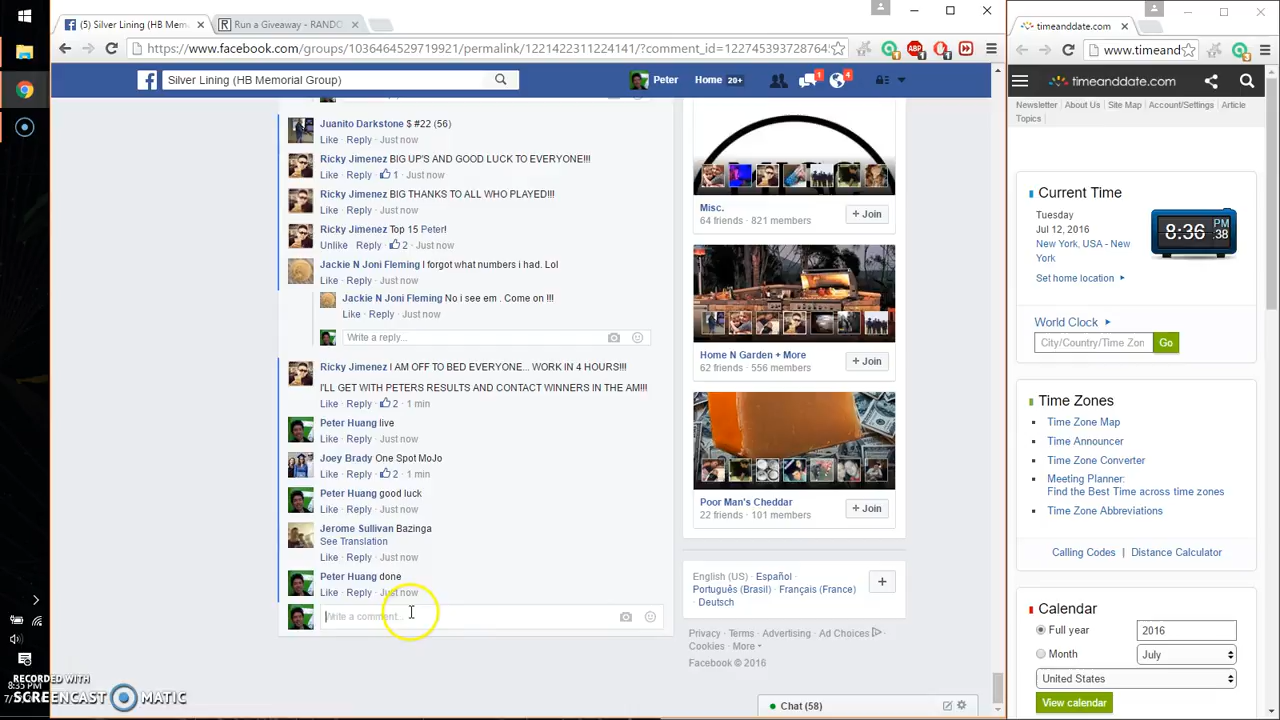 Silver Lining (HB Mem
Run a Giveaway - RANDO
timeanddate.com
https://www.facebook.com/groups/1036404529719921/permalink/1221422311224141/?comment_id=122745393728764
www.timeand
Silver Lining (HB Memorial Group)
Peter
Home 20+
1
4
timeanddate.com
Newsletter About Us Site Map Account/Settings Article
Topics
Juanito Darkstone $ #22 (56)
Like · Reply · Just now
Ricky Jimenez BIG UP'S AND GOOD LUCK TO EVERYONE!!!
Like · Reply · 1 · Just now
Ricky Jimenez BIG THANKS TO ALL WHO PLAYED!!!
Like · Reply · Just now
Ricky Jimenez Top 15 Peter!
Unlike · Reply · 2 · Just now
Jackie N Joni Fleming I forgot what numbers i had. Lol
Like · Reply · Just now
Jackie N Joni Fleming No i see em . Come on !!!
Like · Reply · Just now
Write a reply...
Ricky Jimenez I AM OFF TO BED EVERYONE... WORK IN 4 HOURS!!!
I'LL GET WITH PETERS RESULTS AND CONTACT WINNERS IN THE AM!!!
Like · Reply · 2 · 1 min
Peter Huang live
Like · Reply · Just now
Joey Brady One Spot MoJo
Like · Reply · 2 · 1 min
Peter Huang good luck
Like · Reply · Just now
Jerome Sullivan Bazinga
See Translation
Like · Reply · Just now
Peter Huang done
Like · Reply · Just now
Write a comment...
Misc.
64 friends · 821 members
+ Join
Home N Garden + More
62 friends · 556 members
+ Join
Poor Man's Cheddar
22 friends · 101 members
+ Join
English (US) · Español ·
Português (Brasil) · Français (France)
· Deutsch
Privacy · Terms · Advertising · Ad Choices
Cookies · More
Facebook © 2016
Chat (58)
Current Time
Tuesday
Jul 12, 2016
New York, USA - New
York
Set home location
8:36 PM 38
World Clock
City/Country/Time Zon
Go
Time Zones
Time Zone Map
Time Announcer
Time Zone Converter
Meeting Planner:
Find the Best Time across time zones
Time Zone Abbreviations
Calling Codes | Distance Calculator
Calendar
Full year
2016
Month
July
United States
View calendar
RECORDED WITH
SCREENCAST MATIC
8:35 PM